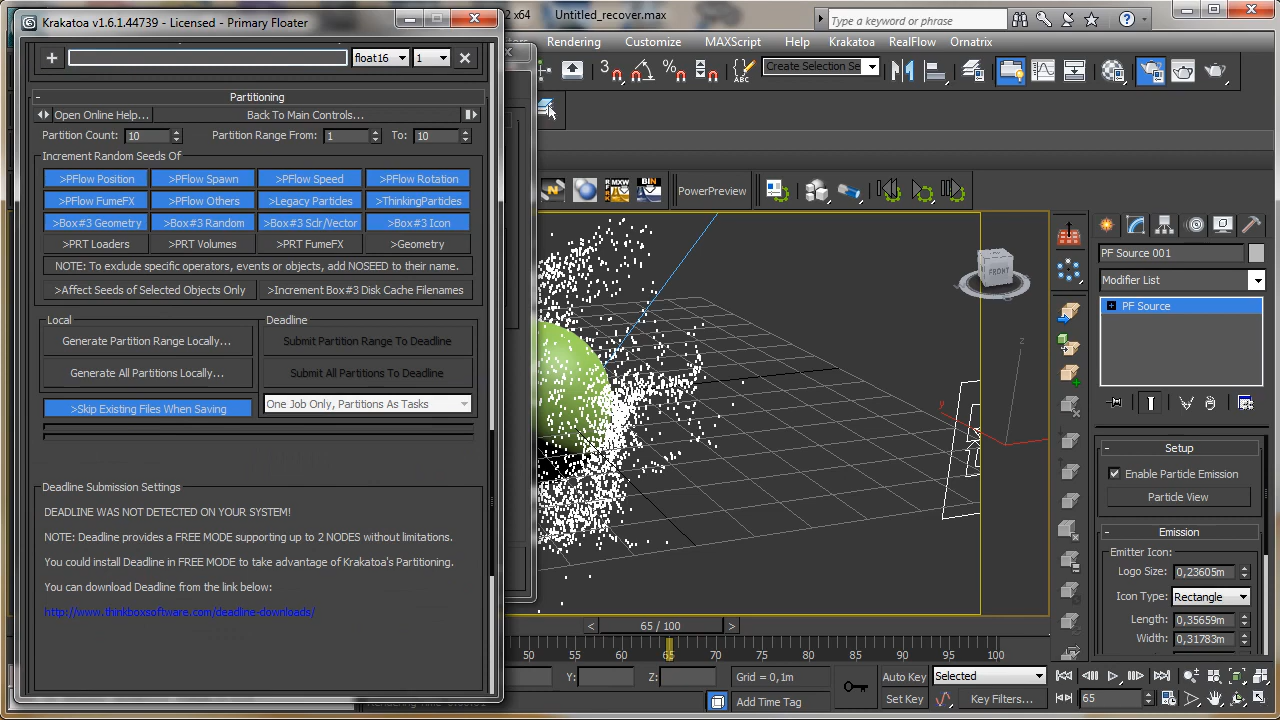 Krakatoa v1.6.1.44739 - Licensed - Primary Floater
x64
Untitled_recover.max
Type a keyword or phrase
Rendering
Customize
MAXScript
Help
Krakatoa
RealFlow
Ornatrix
float16
1
3
ABC
Create Selection Se
Partitioning
Open Online Help...
Back To Main Controls...
Partition Count: 10
Partition Range From: 1
To: 10
Increment Random Seeds Of
>PFlow Position
>PFlow Spawn
>PFlow Speed
>PFlow Rotation
>PFlow FumeFX
>PFlow Others
>Legacy Particles
>ThinkingParticles
>Box#3 Geometry
>Box#3 Random
>Box#3 Sclr/Vector
>Box#3 Icon
>PRT Loaders
>PRT Volumes
>PRT FumeFX
>Geometry
NOTE: To exclude specific operators, events or objects, add NOSEED to their name.
>Affect Seeds of Selected Objects Only
>Increment Box#3 Disk Cache Filenames
Local
Deadline
Generate Partition Range Locally...
Submit Partition Range To Deadline
Generate All Partitions Locally...
Submit All Partitions To Deadline
>Skip Existing Files When Saving
One Job Only, Partitions As Tasks
Deadline Submission Settings
DEADLINE WAS NOT DETECTED ON YOUR SYSTEM!
NOTE: Deadline provides a FREE MODE supporting up to 2 NODES without limitations.
You could install Deadline in FREE MODE to take advantage of Krakatoa's Partitioning.
You can download Deadline from the link below:
http://www.thinkboxsoftware.com/deadline-downloads/
N
MXW
BIN
PowerPreview
FRONT
z
y
PF Source 001
Modifier List
PF Source
Setup
Enable Particle Emission
Particle View
Emission
Emitter Icon:
Logo Size: 0,23605m
Icon Type: Rectangle
Length: 0,35659m
Width: 0,31783m
< 65 / 100 >
50 55 60 65 70 75 80 85 90 95 100
Y:
Z:
Grid = 0,1m
Auto Key
Selected
Add Time Tag
Set Key
Key Filters...
65